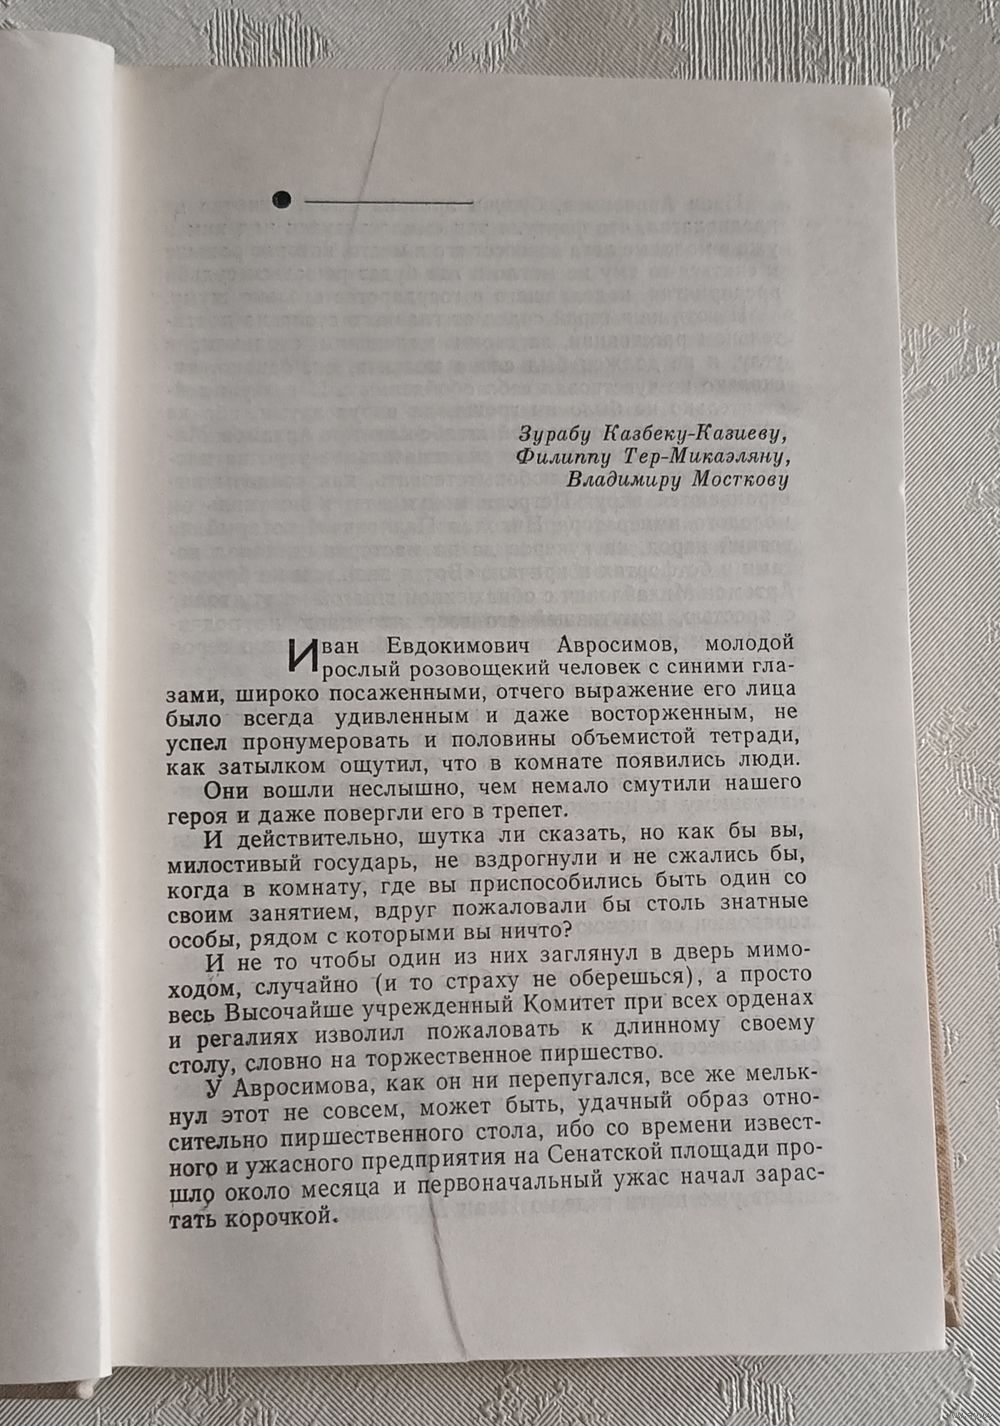 Зурабу Казбеку-Казиеву,
Филиппу Тер-Микаэляну,
Владимиру Мосткову
Иван Евдокимович Авросимов, молодой
рослый розовощекий человек с синими гла-
зами, широко посаженными, отчего выражение его лица
было всегда удивленным и даже восторженным, не
успел пронумеровать и половины объемистой тетради,
как затылком ощутил, что в комнате появились люди.
Они вошли неслышно, чем немало смутили нашего
героя и даже повергли его в трепет.
И действительно, шутка ли сказать, но как бы вы,
милостивый государь, не вздрогнули и не сжались бы,
когда в комнату, где вы приспособились быть один со
своим занятием, вдруг пожаловали бы столь знатные
особы, рядом с которыми вы ничто?
И не то чтобы один из них заглянул в дверь мимо-
ходом, случайно (и то страху не оберешься), а просто
весь Высочайше учрежденный Комитет при всех орденах
и регалиях изволил пожаловать к длинному своему
столу, словно на торжественное пиршество.
У Авросимова, как он ни перепугался, все же мельк-
нул этот не совсем, может быть, удачный образ отно-
сительно пиршественного стола, ибо со времени извест-
ного и ужасного предприятия на Сенатской площади про-
шло около месяца и первоначальный ужас начал зарас-
тать корочкой.